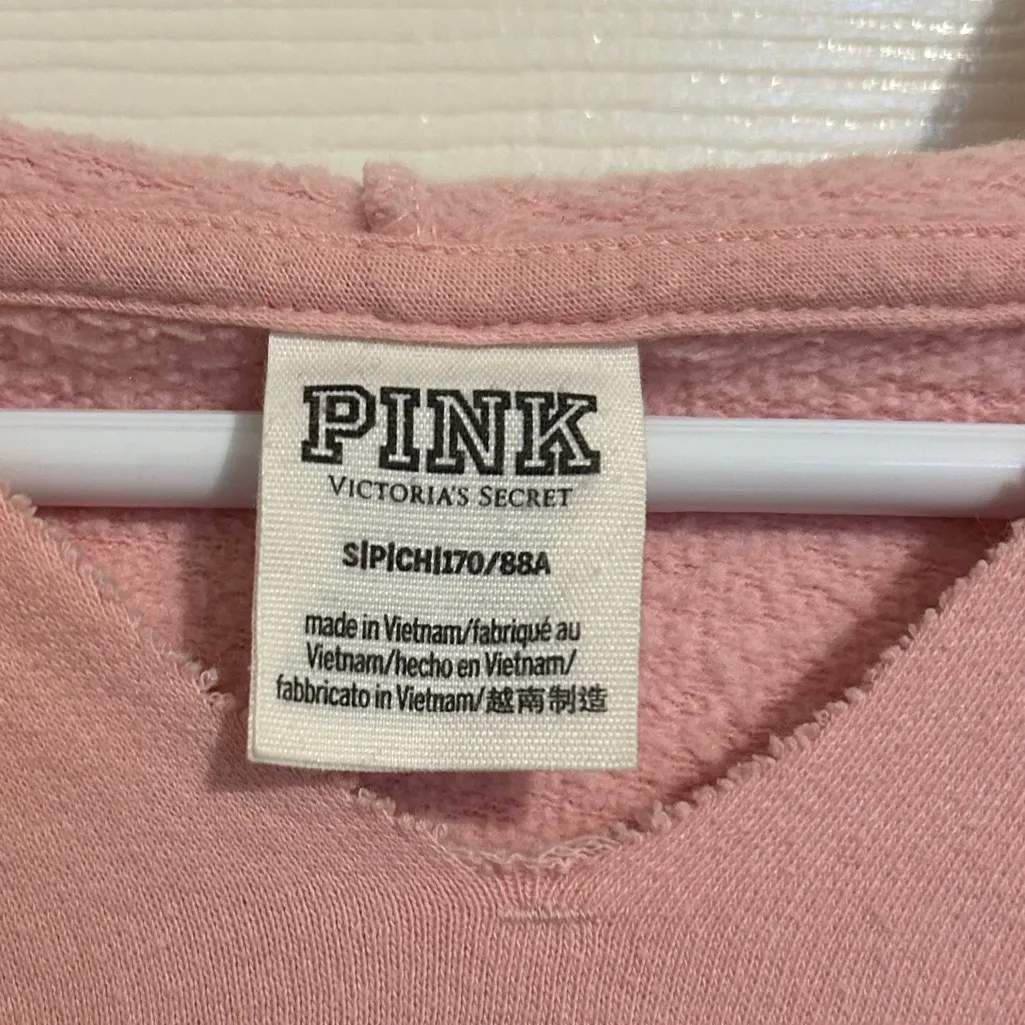 PINK
VICTORIA'S SECRET
S|P|CH|170/88A
made in Vietnam/fabriqué au
Vietnam/hecho en Vietnam/
fabbricato in Vietnam/越南制造